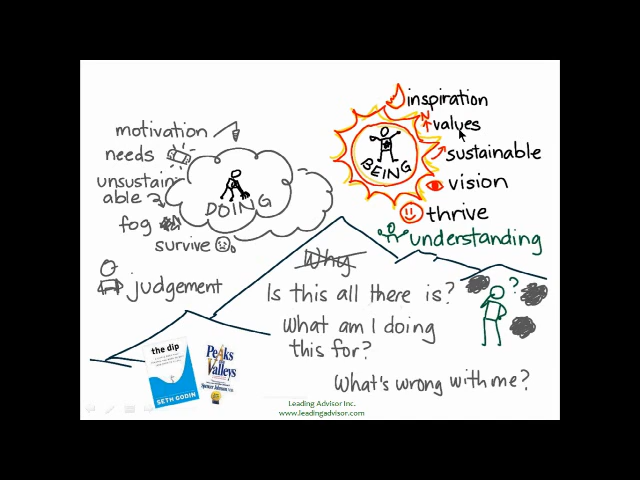 inspiration
values
sustainable
vision
thrive
understanding
BEING
motivation
needs
unsustain
able
fog
survive
judgement
DOING
Why
Is this all there is?
What am I doing
this for?
What's wrong with me?
?
the dip
SETH GODIN
Peaks
Valleys
Leading Advisor Inc.
www.leadingadvisor.com
N